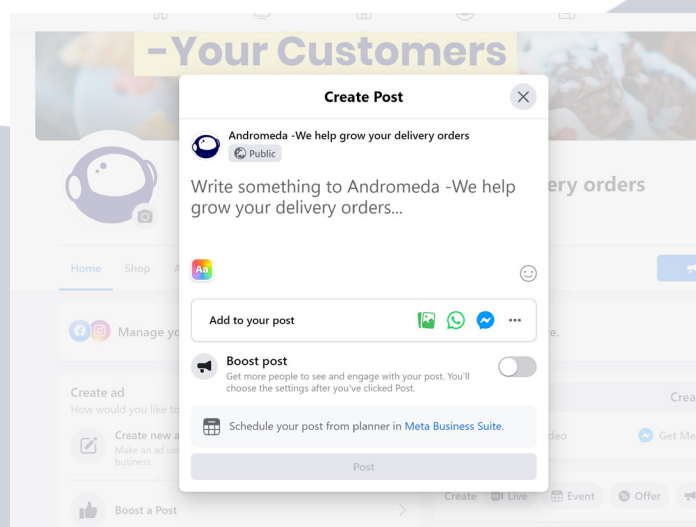 -Your Customers
Create Post
Andromeda -We help grow your delivery orders
Public
Write something to Andromeda -We help
grow your delivery orders...
ery orders
Home Shop
Aa
Add to your post
Manage yo
Boost post
Get more people to see and engage with your post. You'll
choose the settings after you've clicked Post.
Create ad
How would you like to
Crea
Schedule your post from planner in Meta Business Suite.
Create new a
Make an ad usi
business
deo
Get Me
Post
Create Live Event Offer
Boost a Post